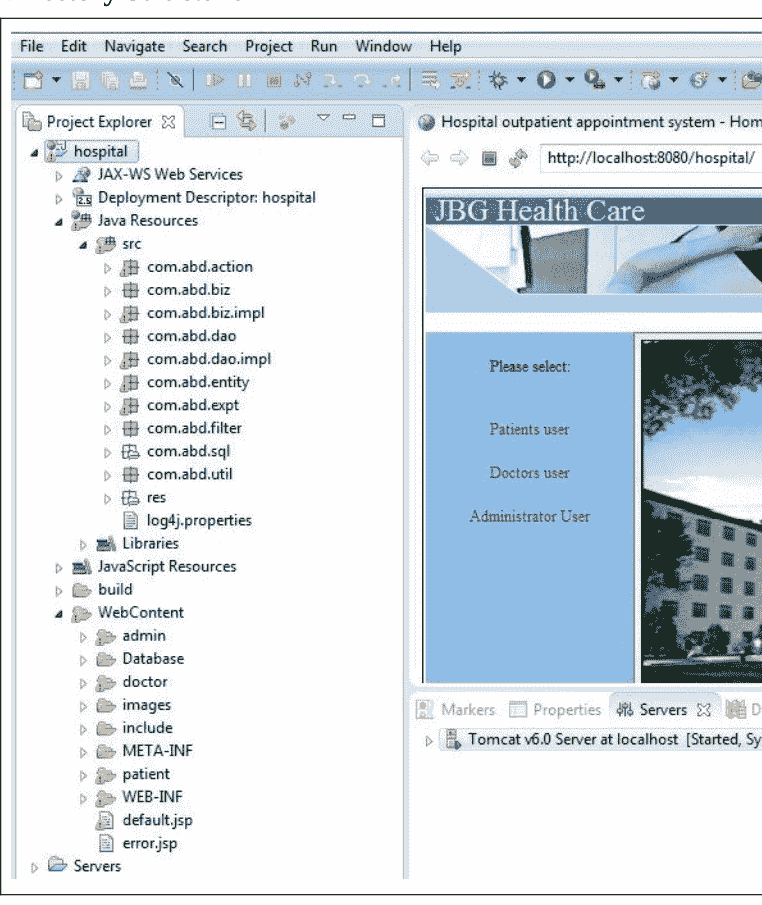 File Edit Navigate Search Project Run Window Help
Project Explorer
hospital
JAX-WS Web Services
Deployment Descriptor: hospital
Java Resources
src
com.abd.action
com.abd.biz
com.abd.biz.impl
com.abd.dao
com.abd.dao.impl
com.abd.entity
com.abd.expt
com.abd.filter
com.abd.sql
com.abd.util
res
log4j.properties
Libraries
JavaScript Resources
build
WebContent
admin
Database
doctor
images
include
META-INF
patient
WEB-INF
default.jsp
error.jsp
Servers
Hospital outpatient appointment system - Hom
http://localhost:8080/hospital/
JBG Health Care
Please select:
Patients user
Doctors user
Administrator User
Markers Properties Servers D
Tomcat v6.0 Server at localhost [Started, Sy